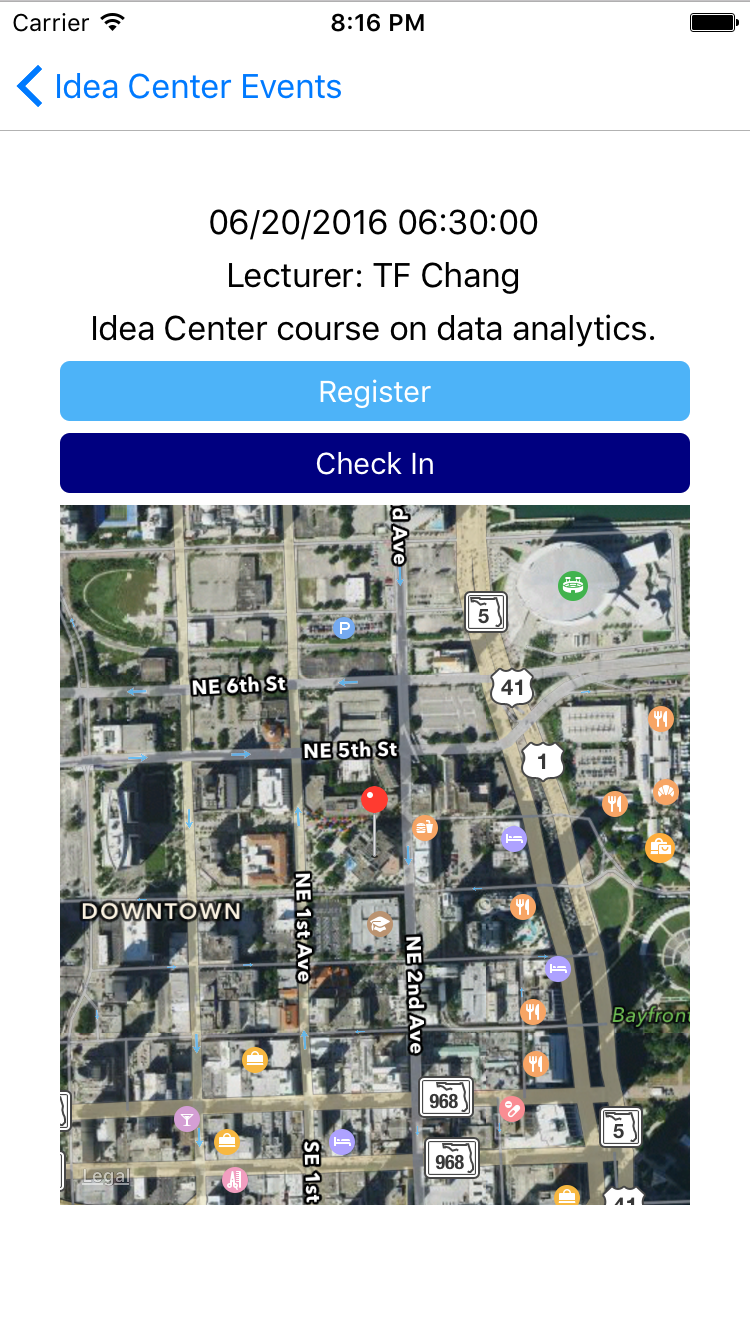 Carrier 8:16 PM
Idea Center Events
06/20/2016 06:30:00
Lecturer: TF Chang
Idea Center course on data analytics.
Register
Check In
d Ave
5
P
NE 6th St
41
NE 5th St
1
DOWNTOWN
NE 1st Ave
NE 2nd Ave
Bayfront
968
5
SE 1st
968
Legal
41